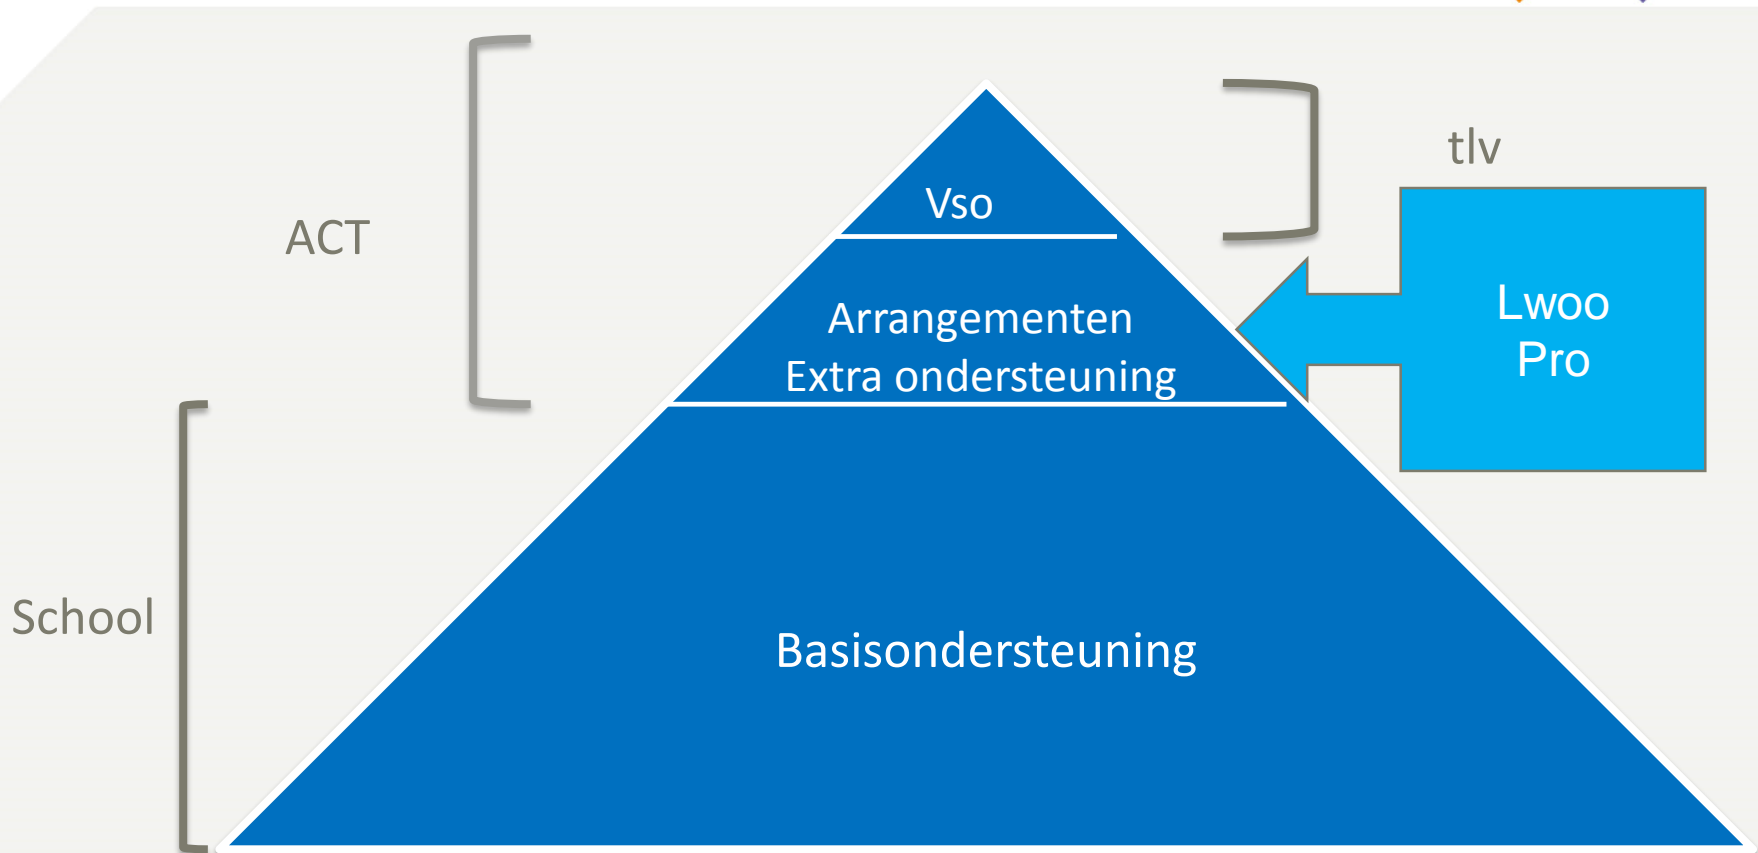 tlv
Vso
ACT
Lwoo
Pro
Arrangementen
Extra ondersteuning
School
Basisondersteuning